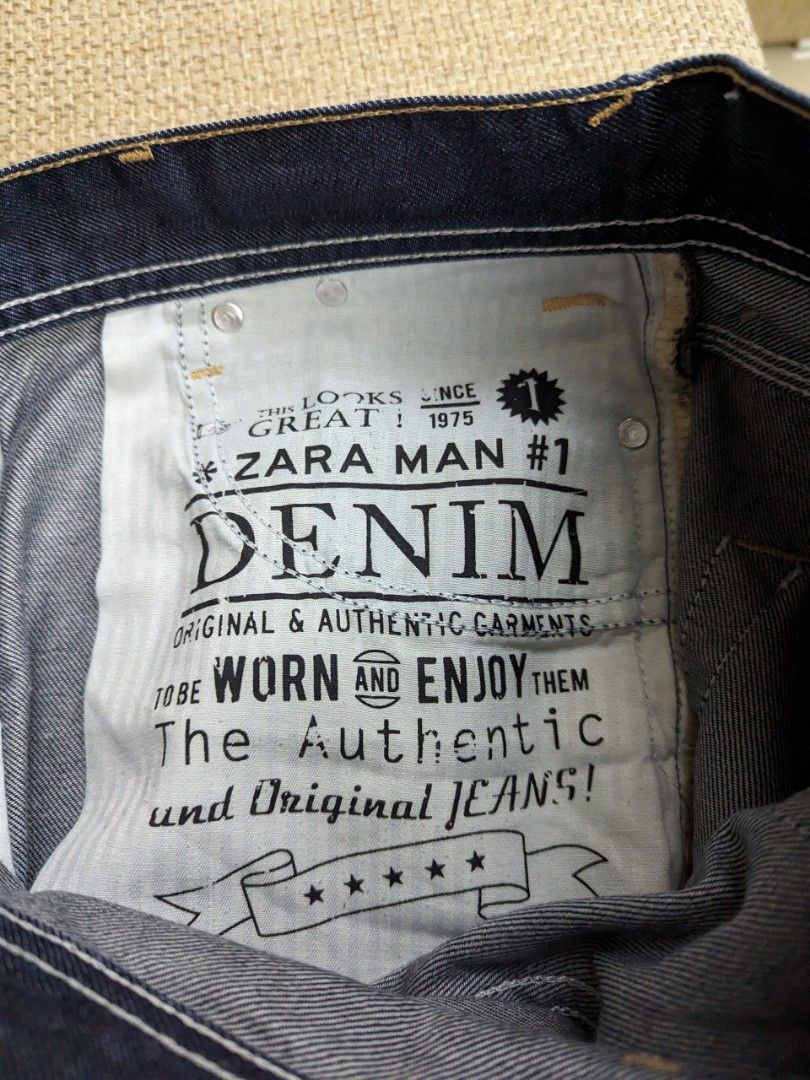 THIS LOOKS
GREAT !
SINCE
1975
1
* ZARA MAN #1
DENIM
ORIGINAL & AUTHENTIC GARMENTS
TO BE WORN AND ENJOY THEM
The Authentic
and Original JEANS!